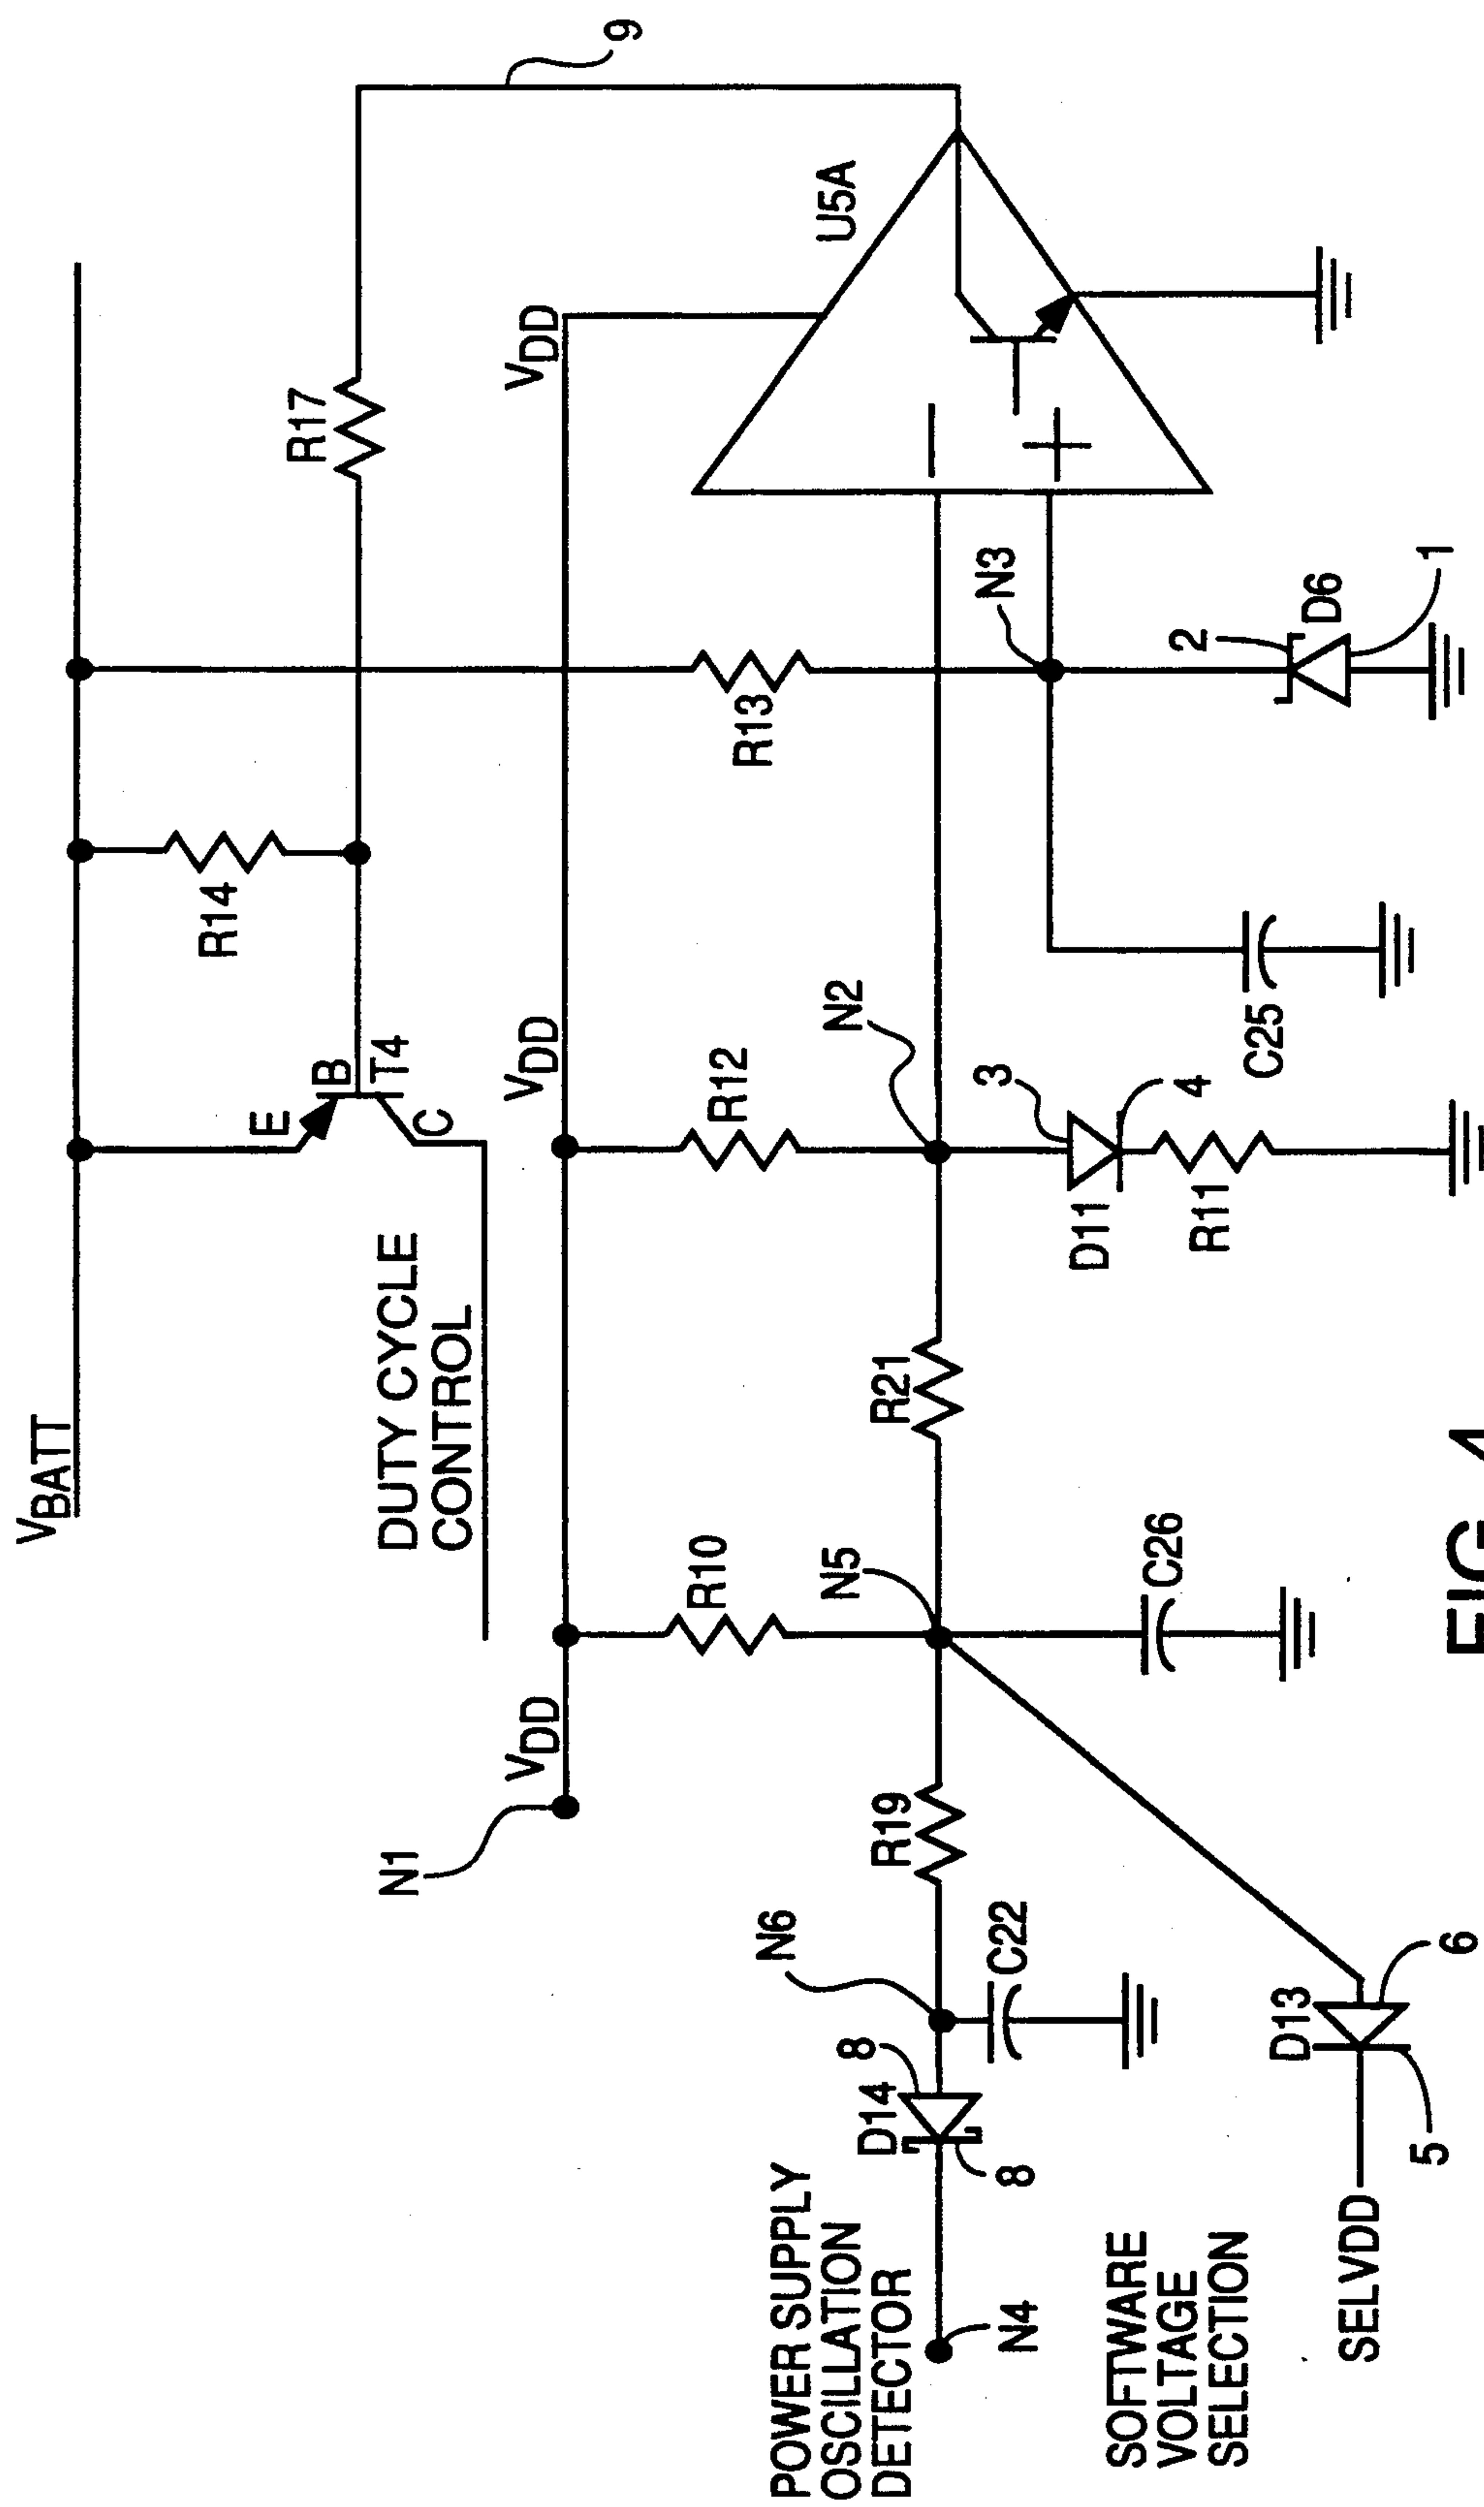 VBATT
9
R17
R14
E
B
T4
C
DUTY CYCLE
CONTROL
VDD
VDD
VDD
U5A
N1
R10
R12
R13
N2
N3
N5
N6
R19
R21
POWER SUPPLY
OSCILLATION
DETECTOR
D14
8
8
N4
C22
C26
D11
3
4
R11
C25
2
D6
1
SOFTWARE
VOLTAGE
SELECTION
SELVDD
D13
5
6
−
+